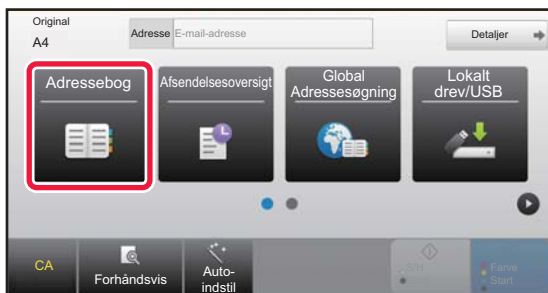 Original
A4
Adresse E-mail-adresse
Detaljer
Adressebog
Afsendelsesoversigt
Global
Adressesøgning
Lokalt
drev/USB
CA
Forhåndsvis
Auto-
indstil
S/H
Start
Farve
Start